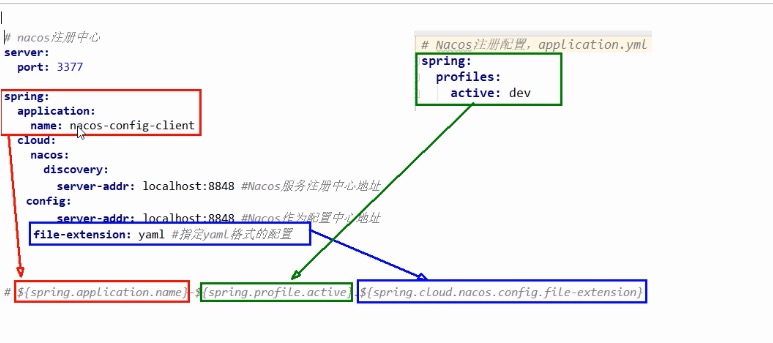 # nacos注册中心
server:
port: 3377
spring:
application:
name: nacos-config-client
cloud:
nacos:
discovery:
server-addr: localhost:8848 #Nacos服务注册中心地址
config:
server-addr: localhost:8848 #Nacos作为配置中心地址
file-extension: yaml #指定yaml格式的配置
# Nacos注册配置，application.yml
spring:
profiles:
active: dev
# ${spring.application.name}-${spring.profile.active}.${spring.cloud.nacos.config.file-extension}